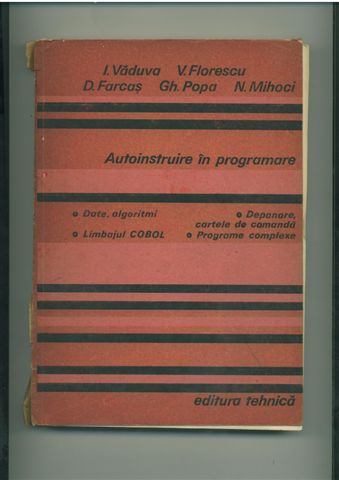 I. Văduva V. Florescu
D. Farcaș Gh. Popa N. Mihoci
Autoinstruire în programare
Date, algoritmi
Limbajul COBOL
Depanare,
cartele de comandă
Programe complexe
editura tehnică